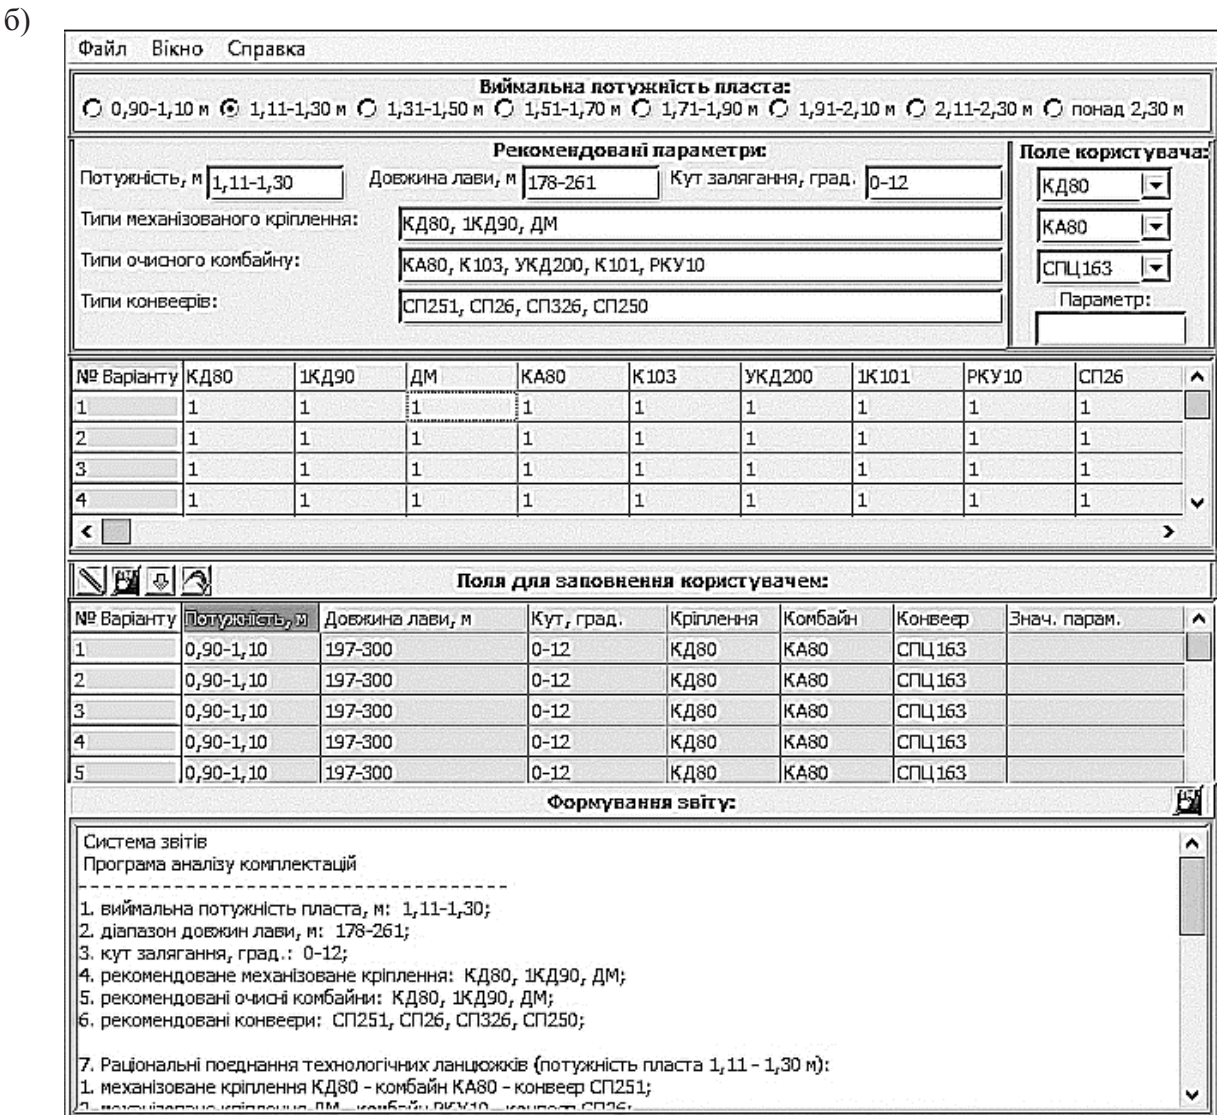 б)
Файл Вікно Справка
Виймальна потужність пласта:
0,90-1,10 м 1,11-1,30 м 1,31-1,50 м 1,51-1,70 м 1,71-1,90 м 1,91-2,10 м 2,11-2,30 м понад 2,30 м
Рекомендовані параметри: Поле користувача:
Потужність, м 1,11-1,30 Довжина лави, м 178-261 Кут залягання, град. 0-12 КД80
Типи механізованого кріплення: КД80, 1КД90, ДМ КА80
Типи очисного комбайну: КА80, К103, УКД200, К101, РКУ10 СПЦ163
Типи конвеєрів: СП251, СП26, СП326, СП250 Параметр:
№ Варіанту КД80 1КД90 ДМ КА80 К103 УКД200 1К101 РКУ10 СП26
1 1 1 1 1 1 1 1 1 1
2 1 1 1 1 1 1 1 1 1
3 1 1 1 1 1 1 1 1 1
4 1 1 1 1 1 1 1 1 1
Поля для заповнення користувачем:
№ Варіанту Потужність, м Довжина лави, м Кут, град. Кріплення Комбайн Конвеєр Знач. парам.
1 0,90-1,10 197-300 0-12 КД80 КА80 СПЦ163
2 0,90-1,10 197-300 0-12 КД80 КА80 СПЦ163
3 0,90-1,10 197-300 0-12 КД80 КА80 СПЦ163
4 0,90-1,10 197-300 0-12 КД80 КА80 СПЦ163
5 0,90-1,10 197-300 0-12 КД80 КА80 СПЦ163
Формування звіту:
Система звітів
Програма аналізу комплектацій
------------------------------------
1. виймальна потужність пласта, м: 1,11-1,30;
2. діапазон довжин лави, м: 178-261;
3. кут залягання, град.: 0-12;
4. рекомендоване механізоване кріплення: КД80, 1КД90, ДМ;
5. рекомендовані очисні комбайни: КД80, 1КД90, ДМ;
6. рекомендовані конвеєри: СП251, СП26, СП326, СП250;
7. Раціональні поєднання технологічних ланцюжків (потужність пласта 1,11 - 1,30 м):
1. механізоване кріплення КД80 - комбайн КА80 - конвеєр СП251;
2. механізоване кріплення ДМ - комбайн РКУ10 - конвеєр СП26;